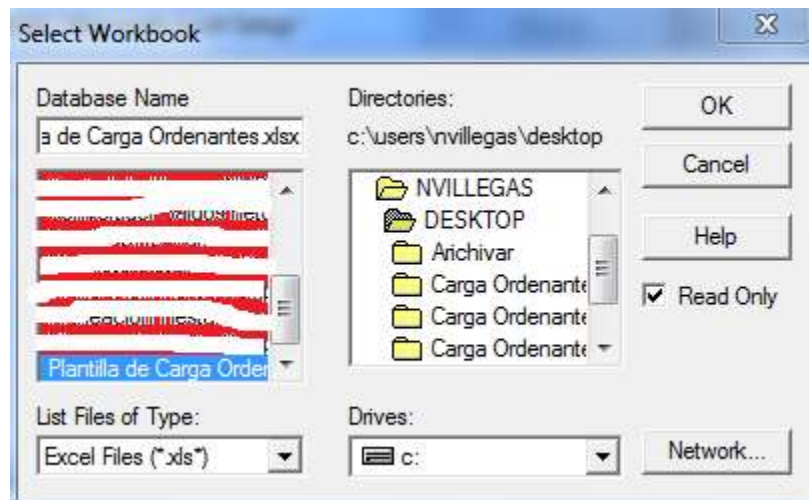 Select Workbook
Database Name
a de Carga Ordenantes.xlsx
Plantilla de Carga Order
List Files of Type:
Excel Files (*.xls*)
Directories:
c:\users\nvillegas\desktop
NVILLEGAS
DESKTOP
Arichivar
Carga Ordenante
Carga Ordenante
Carga Ordenante
Drives:
c:
OK
Cancel
Help
Read Only
Network...